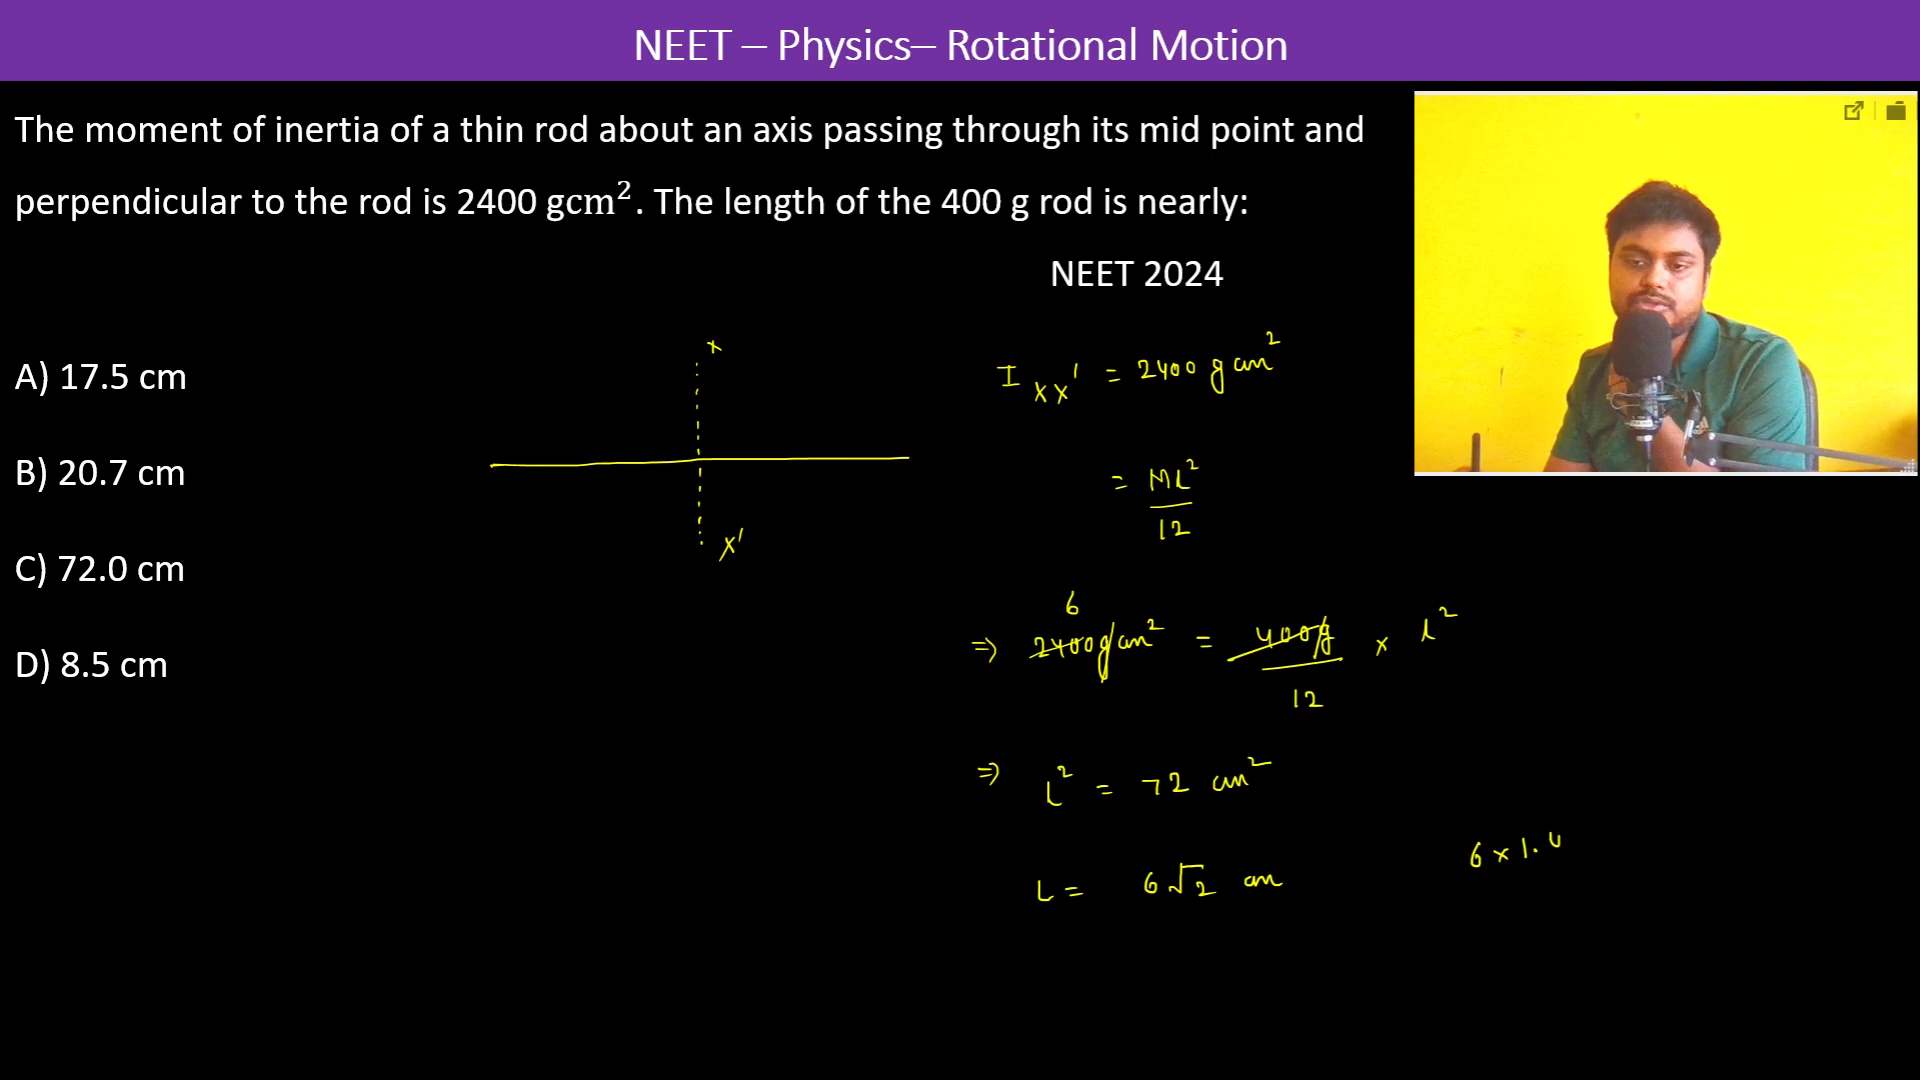 NEET – Physics– Rotational Motion
The moment of inertia of a thin rod about an axis passing through its mid point and
perpendicular to the rod is 2400 gcm². The length of the 400 g rod is nearly:
NEET 2024
A) 17.5 cm
B) 20.7 cm
C) 72.0 cm
D) 8.5 cm
x
x'
I xx' = 2400 g cm²
= ML²
12
6
⇒ 2400 g cm² = 400g × L²
12
⇒ L² = 72 cm²
L = 6√2 cm
6 × 1.4